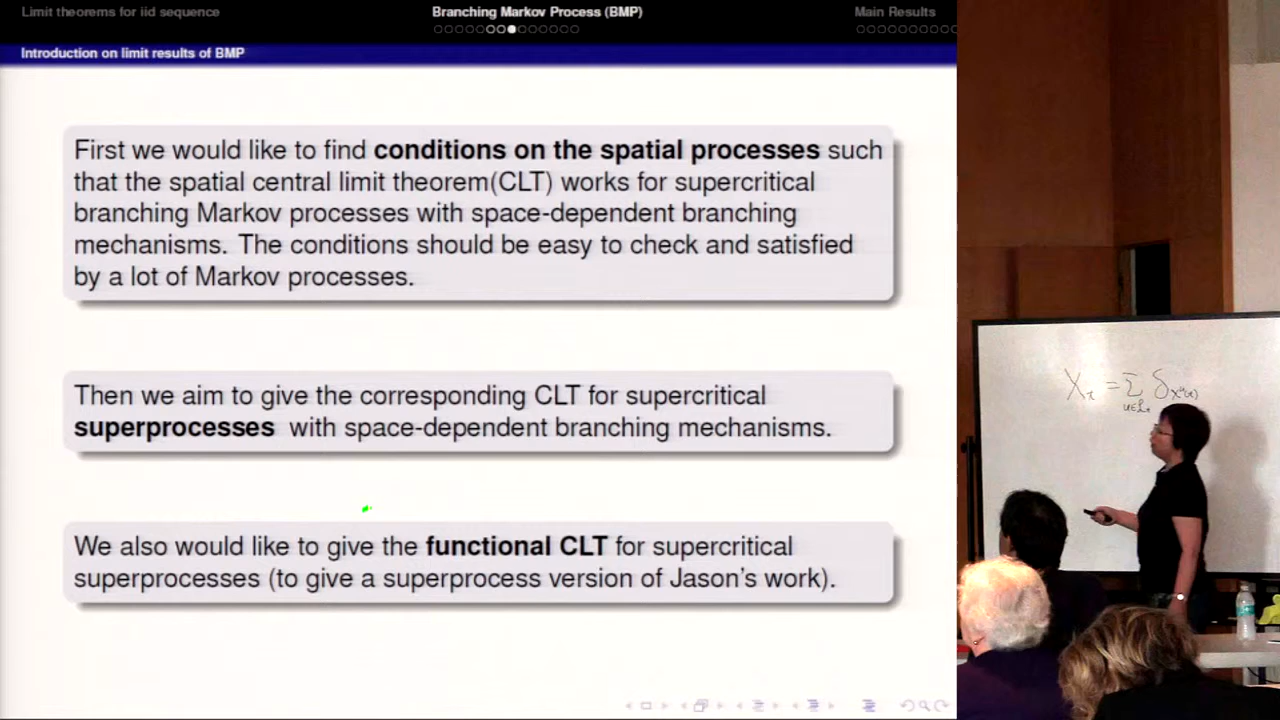 Limit theorems for iid sequence
Branching Markov Process (BMP)
Main Results
Introduction on limit results of BMP
First we would like to find conditions on the spatial processes such
that the spatial central limit theorem(CLT) works for supercritical
branching Markov processes with space-dependent branching
mechanisms. The conditions should be easy to check and satisfied
by a lot of Markov processes.
Then we aim to give the corresponding CLT for supercritical
superprocesses with space-dependent branching mechanisms.
We also would like to give the functional CLT for supercritical
superprocesses (to give a superprocess version of Jason's work).
X_t = Σ_{u∈ℒ_t} δ_{X^u(t)}